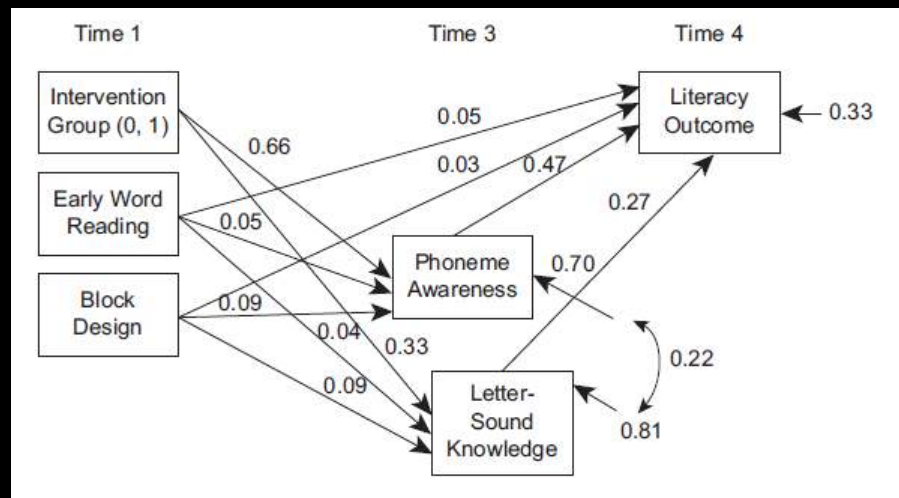 Time 1
Time 3
Time 4
Intervention
Group (0, 1)
Literacy
Outcome
0.33
0.05
0.66
0.03
0.47
Early Word
Reading
0.05
0.27
Phoneme
Awareness
0.70
Block
Design
0.09
0.04
0.33
0.22
0.09
Letter-
Sound
Knowledge
0.81